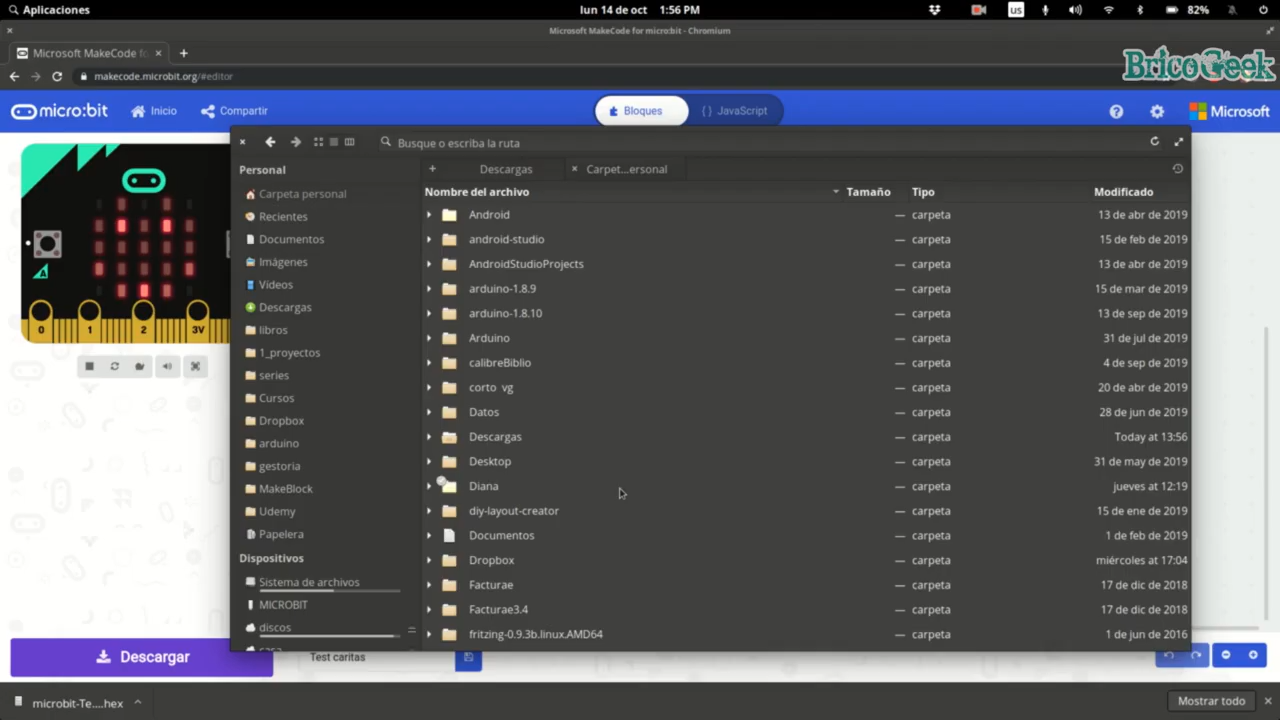 Aplicaciones
lun 14 de oct 1:56 PM
us
82%
Microsoft MakeCode for micro:bit - Chromium
Microsoft MakeCode fo
makecode.microbit.org/#editor
BricoGeek
micro:bit
Inicio
Compartir
Bloques
{ } JavaScript
Microsoft
Busque o escriba la ruta
Personal
Descargas
Carpet...ersonal
Carpeta personal
Recientes
Documentos
Imágenes
Vídeos
Descargas
libros
1_proyectos
series
Cursos
Dropbox
arduino
gestoria
MakeBlock
Udemy
Papelera
Dispositivos
Sistema de archivos
MICROBIT
discos
Nombre del archivo Tamaño Tipo Modificado
Android — carpeta 13 de abr de 2019
android-studio — carpeta 15 de feb de 2019
AndroidStudioProjects — carpeta 13 de abr de 2019
arduino-1.8.9 — carpeta 15 de mar de 2019
arduino-1.8.10 — carpeta 13 de sep de 2019
Arduino — carpeta 31 de jul de 2019
calibreBiblio — carpeta 4 de sep de 2019
corto vg — carpeta 20 de abr de 2019
Datos — carpeta 28 de jun de 2019
Descargas — carpeta Today at 13:56
Desktop — carpeta 31 de may de 2019
Diana — carpeta jueves at 12:19
diy-layout-creator — carpeta 15 de ene de 2019
Documentos — carpeta 1 de feb de 2019
Dropbox — carpeta miércoles at 17:04
Facturae — carpeta 17 de dic de 2018
Facturae3.4 — carpeta 17 de dic de 2018
fritzing-0.9.3b.linux.AMD64 — carpeta 1 de jun de 2016
A
0 1 2 3V
Descargar
Test caritas
microbit-Te....hex
Mostrar todo